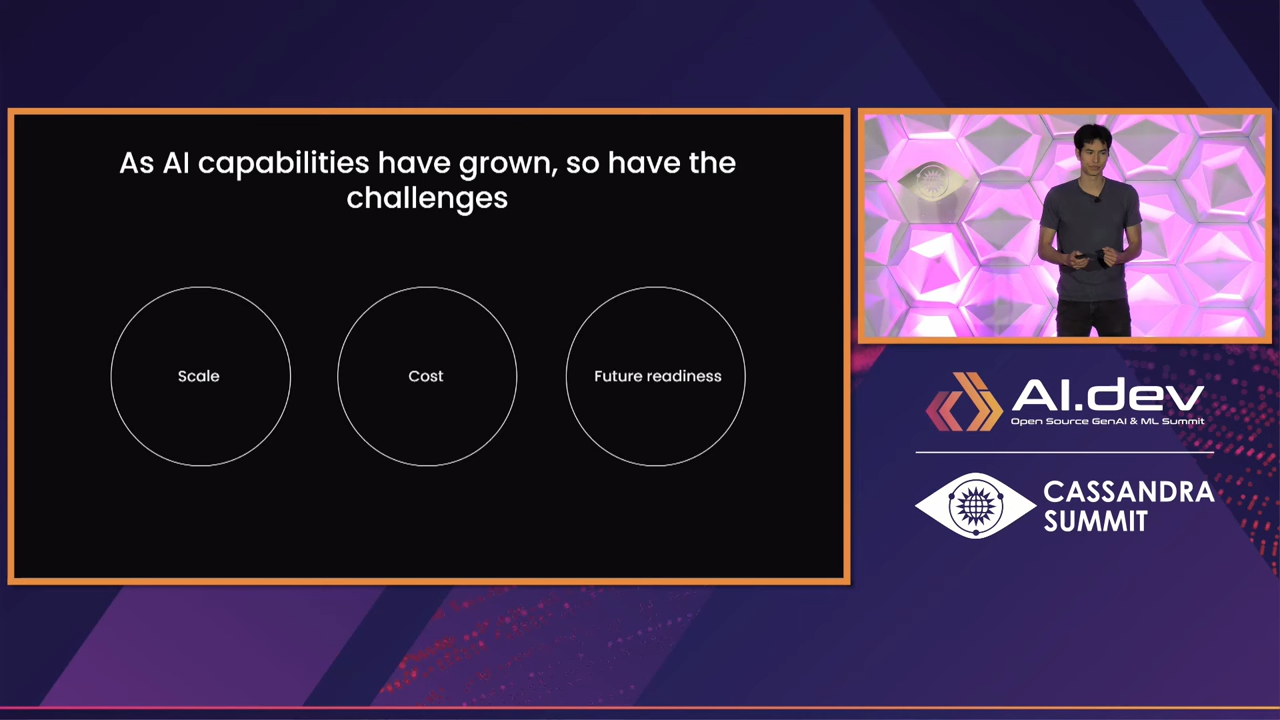 As AI capabilities have grown, so have the
challenges
Scale
Cost
Future readiness
AI.dev
Open Source GenAI & ML Summit
CASSANDRA
SUMMIT